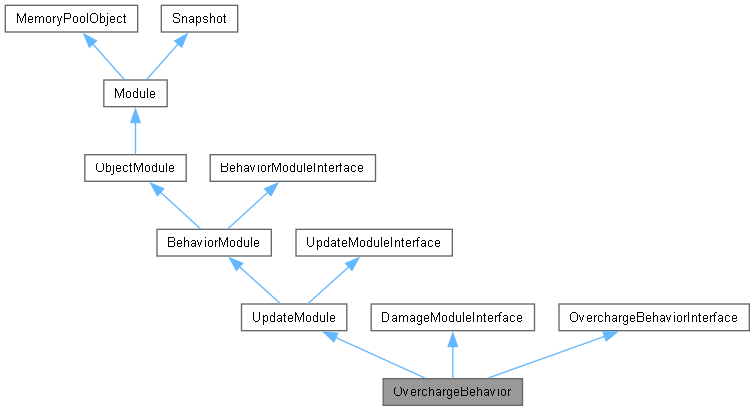 MemoryPoolObject
Snapshot
Module
ObjectModule
BehaviorModuleInterface
BehaviorModule
UpdateModuleInterface
UpdateModule
DamageModuleInterface
OverchargeBehaviorInterface
OverchargeBehavior